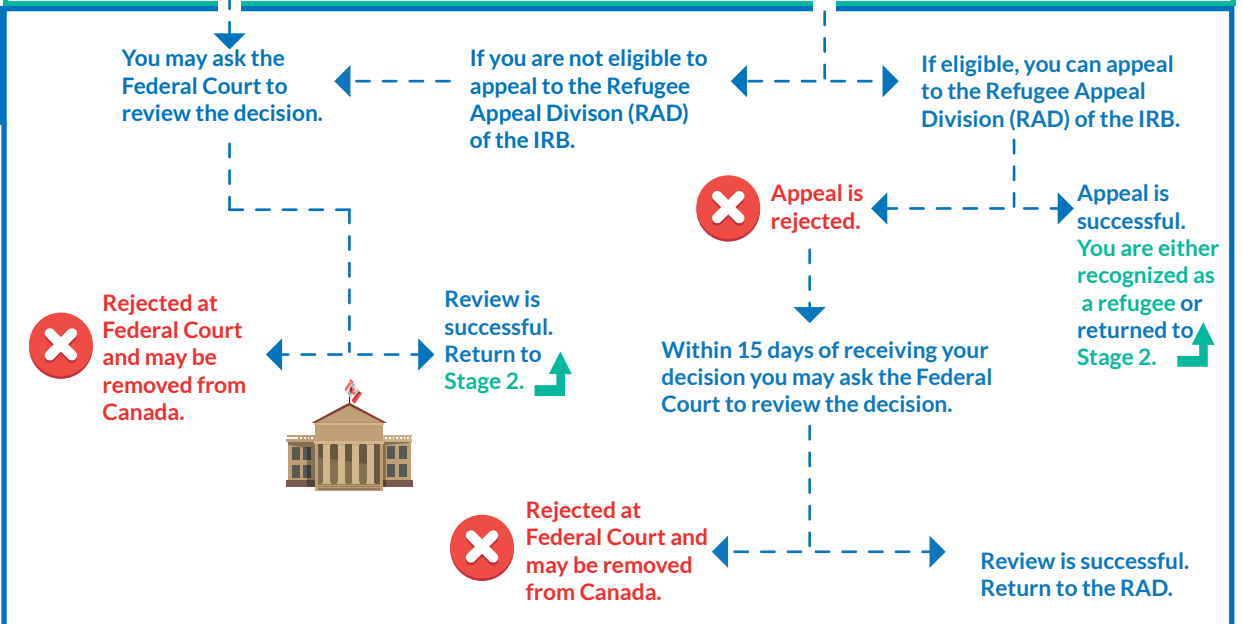 You may ask the
Federal Court to
review the decision.
If you are not eligible to
appeal to the Refugee
Appeal Divison (RAD)
of the IRB.
If eligible, you can appeal
to the Refugee Appeal
Division (RAD) of the IRB.
Appeal is
rejected.
Appeal is
successful.
You are either
recognized as
a refugee or
returned to
Stage 2.
Rejected at
Federal Court
and may be
removed from
Canada.
Review is
successful.
Return to
Stage 2.
Within 15 days of receiving your
decision you may ask the Federal
Court to review the decision.
Rejected at
Federal Court and
may be removed
from Canada.
Review is successful.
Return to the RAD.